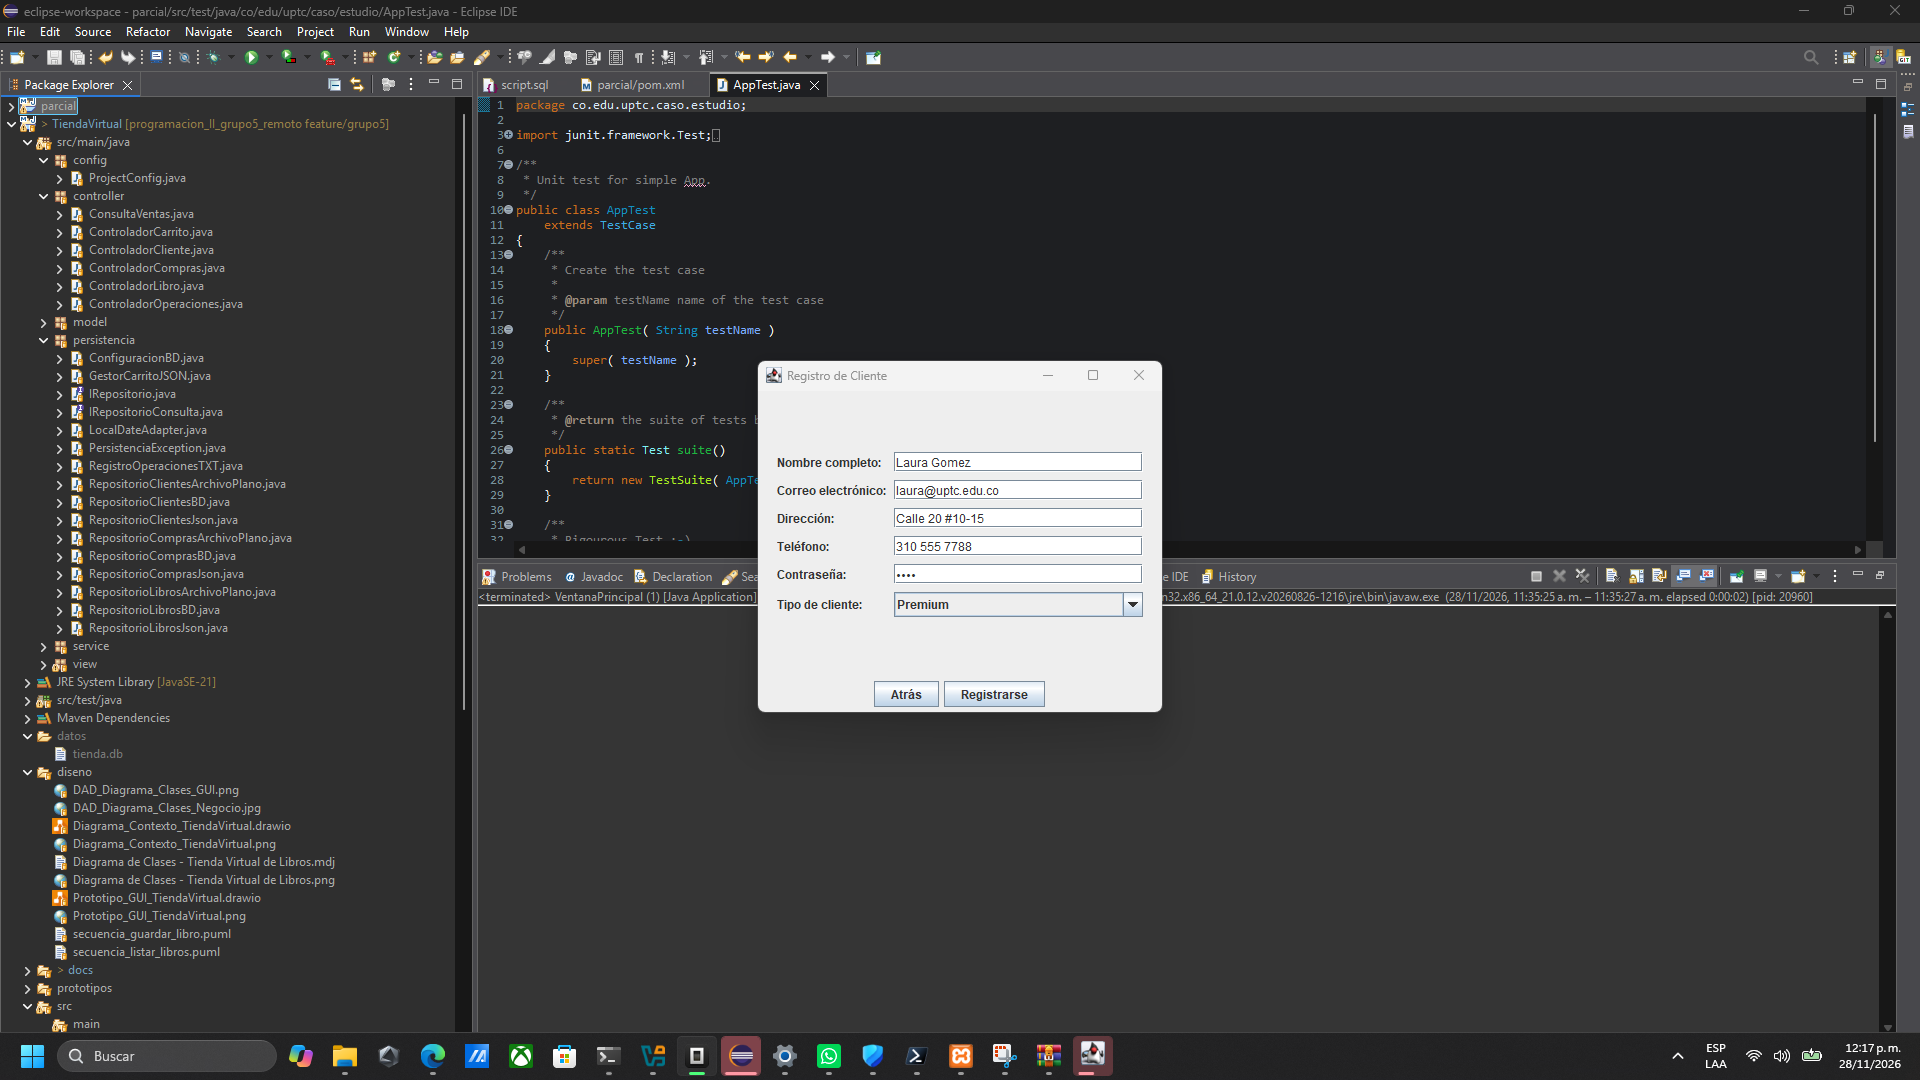 eclipse-workspace - parcial/src/test/java/co/edu/uptc/caso/estudio/AppTest.java - Eclipse IDE
File Edit Source Refactor Navigate Search Project Run Window Help
Package Explorer
parcial
> TiendaVirtual [programacion_II_grupo5_remoto feature/grupo5]
src/main/java
config
ProjectConfig.java
controller
ConsultaVentas.java
ControladorCarrito.java
ControladorCliente.java
ControladorCompras.java
ControladorLibro.java
ControladorOperaciones.java
model
persistencia
ConfiguracionBD.java
GestorCarritoJSON.java
IRepositorio.java
IRepositorioConsulta.java
LocalDateAdapter.java
PersistenciaException.java
RegistroOperacionesTXT.java
RepositorioClientesArchivoPlano.java
RepositorioClientesBD.java
RepositorioClientesJson.java
RepositorioComprasArchivoPlano.java
RepositorioComprasBD.java
RepositorioComprasJson.java
RepositorioLibrosArchivoPlano.java
RepositorioLibrosBD.java
RepositorioLibrosJson.java
service
view
JRE System Library [JavaSE-21]
src/test/java
Maven Dependencies
datos
tienda.db
diseno
DAD_Diagrama_Clases_GUI.png
DAD_Diagrama_Clases_Negocio.jpg
Diagrama_Contexto_TiendaVirtual.drawio
Diagrama_Contexto_TiendaVirtual.png
Diagrama de Clases - Tienda Virtual de Libros.mdj
Diagrama de Clases - Tienda Virtual de Libros.png
Prototipo_GUI_TiendaVirtual.drawio
Prototipo_GUI_TiendaVirtual.png
secuencia_guardar_libro.puml
secuencia_listar_libros.puml
> docs
prototipos
src
main
script.sql parcial/pom.xml AppTest.java
1 package co.edu.uptc.caso.estudio;
2
3 import junit.framework.Test;
6
7 /**
8 * Unit test for simple App.
9 */
10 public class AppTest
11 extends TestCase
12 {
13 /**
14 * Create the test case
15 *
16 * @param testName name of the test case
17 */
18 public AppTest( String testName )
19 {
20 super( testName );
21 }
22
23 /**
24 * @return the suite of tests b
25 */
26 public static Test suite()
27 {
28 return new TestSuite( AppTe
29 }
30
31 /**
32 * Rigourous Test :-)
Registro de Cliente
Nombre completo: Laura Gomez
Correo electrónico: laura@uptc.edu.co
Dirección: Calle 20 #10-15
Teléfono: 310 555 7788
Contraseña: ••••
Tipo de cliente: Premium
Atrás Registrarse
Problems Javadoc Declaration Sea e IDE History
<terminated> VentanaPrincipal (1) [Java Application] n32.x86_64_21.0.12.v20260826-1216\jre\bin\javaw.exe (28/11/2026, 11:35:25 a. m. – 11:35:27 a. m. elapsed 0:00:02) [pid: 20960]
Buscar
ESP
LAA
12:17 p. m.
28/11/2026